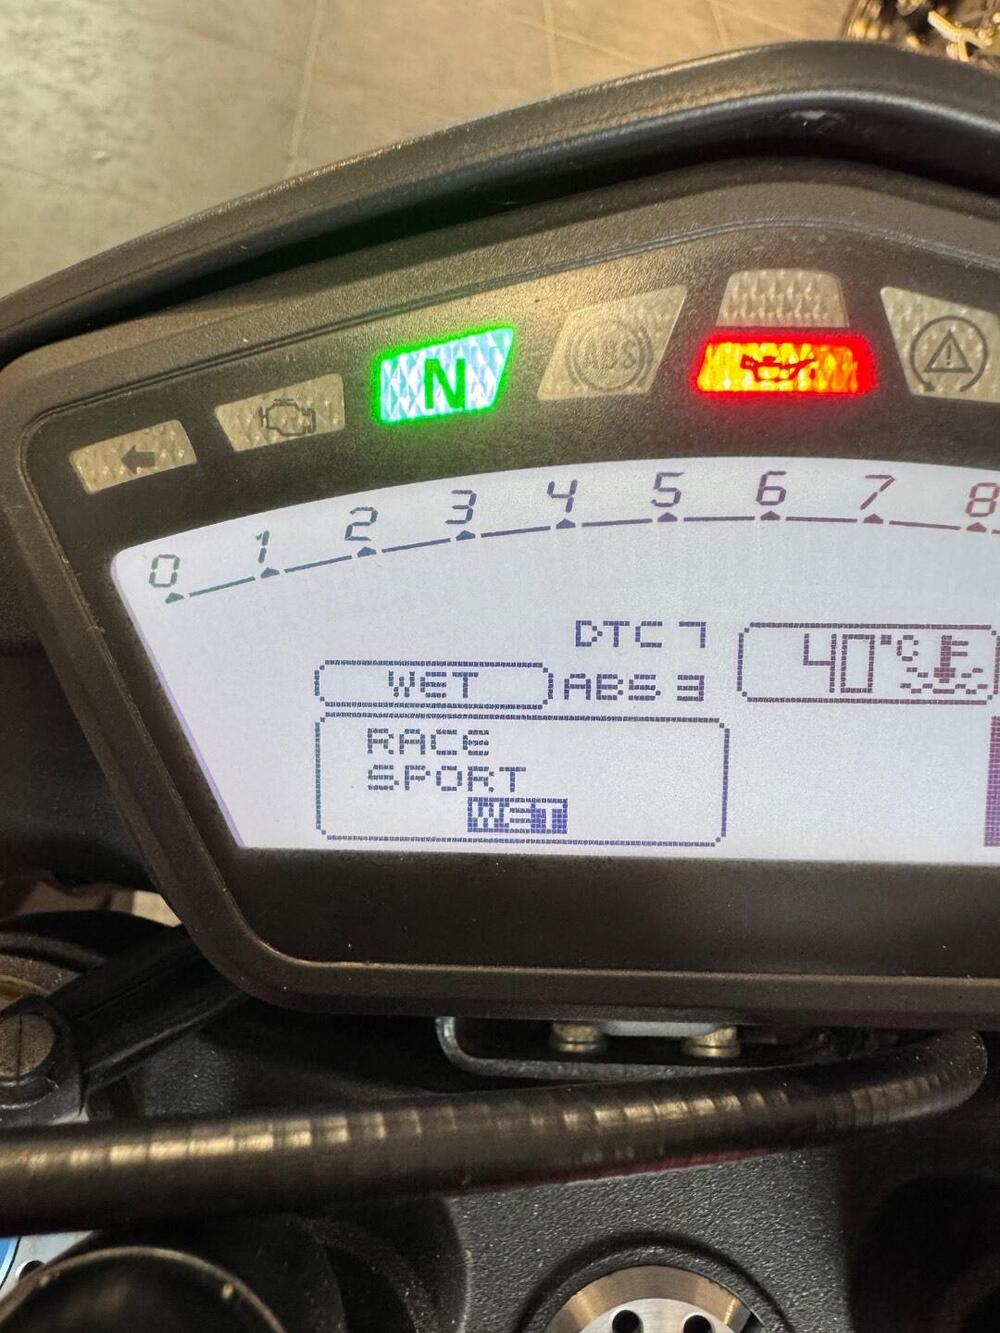 N
ABS
0 1 2 3 4 5 6 7 8
DTC 7
40°C
WET
ABS 3
RACE
SPORT
WET